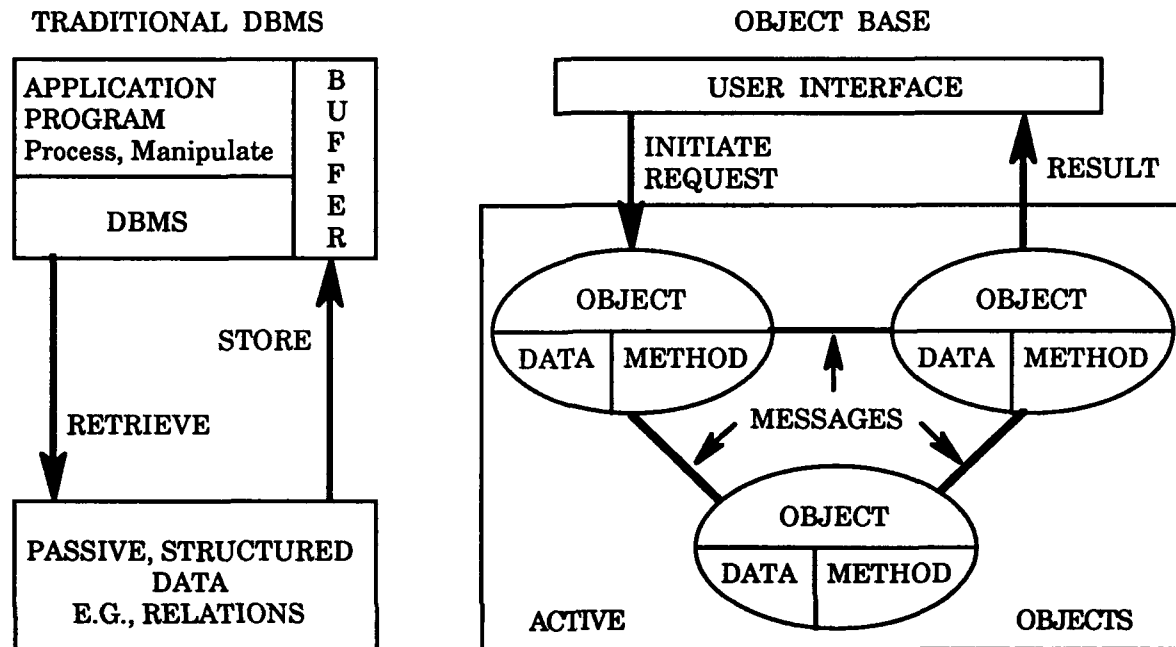 TRADITIONAL DBMS
APPLICATION
PROGRAM
Process, Manipulate
DBMS
B
U
F
F
E
R
STORE
RETRIEVE
PASSIVE, STRUCTURED
DATA
E.G., RELATIONS
OBJECT BASE
USER INTERFACE
INITIATE
REQUEST
RESULT
OBJECT
DATA
METHOD
OBJECT
DATA
METHOD
MESSAGES
OBJECT
DATA
METHOD
ACTIVE
OBJECTS